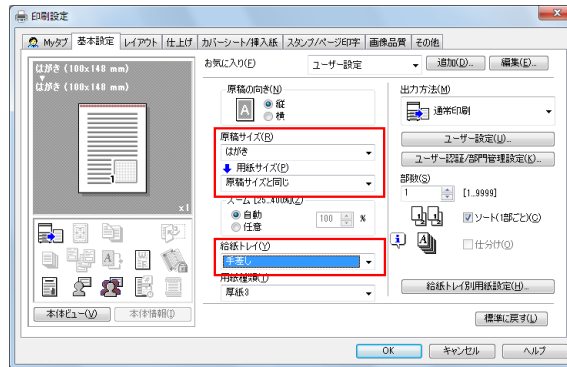 印刷設定
Myタブ 基本設定 レイアウト 仕上げ カバーシート/挿入紙 スタンプ/ページ印字 画像品質 その他
はがき (100x148 mm)
はがき (100x148 mm)
1
x1
本体ビュー(V) 本体情報(I)
お気に入り(F) ユーザー設定 追加(D)... 編集(E)...
原稿の向き(N)
A
縦
横
原稿サイズ(R)
はがき
用紙サイズ(P)
原稿サイズと同じ
ズーム [25..400%](Z)
自動
任意
100 %
給紙トレイ(Y)
手差し
用紙種類(T)
厚紙3
出力方法(M)
通常印刷
ユーザー設定(U)...
ユーザー認証/部門管理設定(K)...
部数(S)
1 [1..9999]
ソート(1部ごと)(C)
仕分け(O)
給紙トレイ別用紙設定(H)...
標準に戻す(L)
OK キャンセル ヘルプ